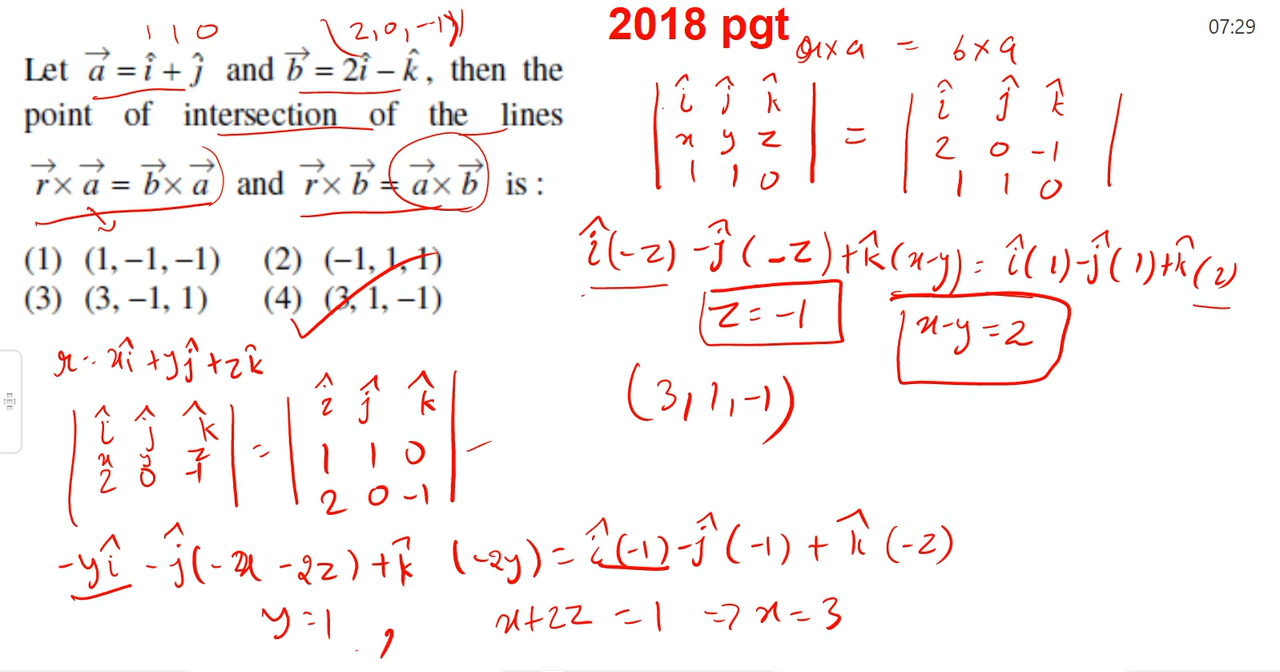 2018 pgt
07:29
1 1 0
(2, 0, -1)
Let a⃗ = î + ĵ and b⃗ = 2î − k̂, then the
point of intersection of the lines
r⃗ × a⃗ = b⃗ × a⃗ and r⃗ × b⃗ = a⃗ × b⃗ is :
(1) (1, −1, −1) (2) (−1, 1, 1)
(3) (3, −1, 1) (4) (3, 1, −1)
r × a = b × a
| î ĵ k̂ | = | î ĵ k̂ |
| x y z | | 2 0 -1 |
| 1 1 0 | | 1 1 0 |
î(-z) -ĵ(-z) + k̂(x-y) = î(1) -ĵ(1) + k̂(2)
z = -1
x-y = 2
(3, 1, -1)
r = xî + yĵ + zk̂
| î ĵ k̂ | = | î ĵ k̂ |
| x y z | | 1 1 0 |
| 2 0 -1 | | 2 0 -1 |
-yî -ĵ(-x -2z) + k̂ (-2y) = î(-1) -ĵ(-1) + k̂(-2)
y = 1 , x+2z = 1 => x = 3